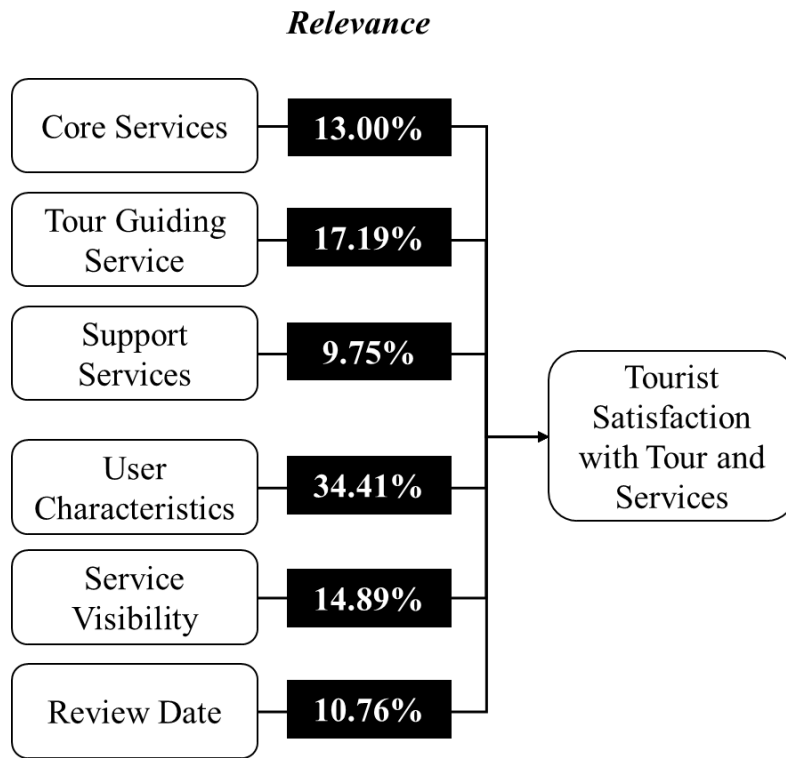 Relevance
Core Services
13.00%
Tour Guiding
Service
17.19%
Support
Services
9.75%
User
Characteristics
34.41%
Service
Visibility
14.89%
Review Date
10.76%
Tourist
Satisfaction
with Tour and
Services